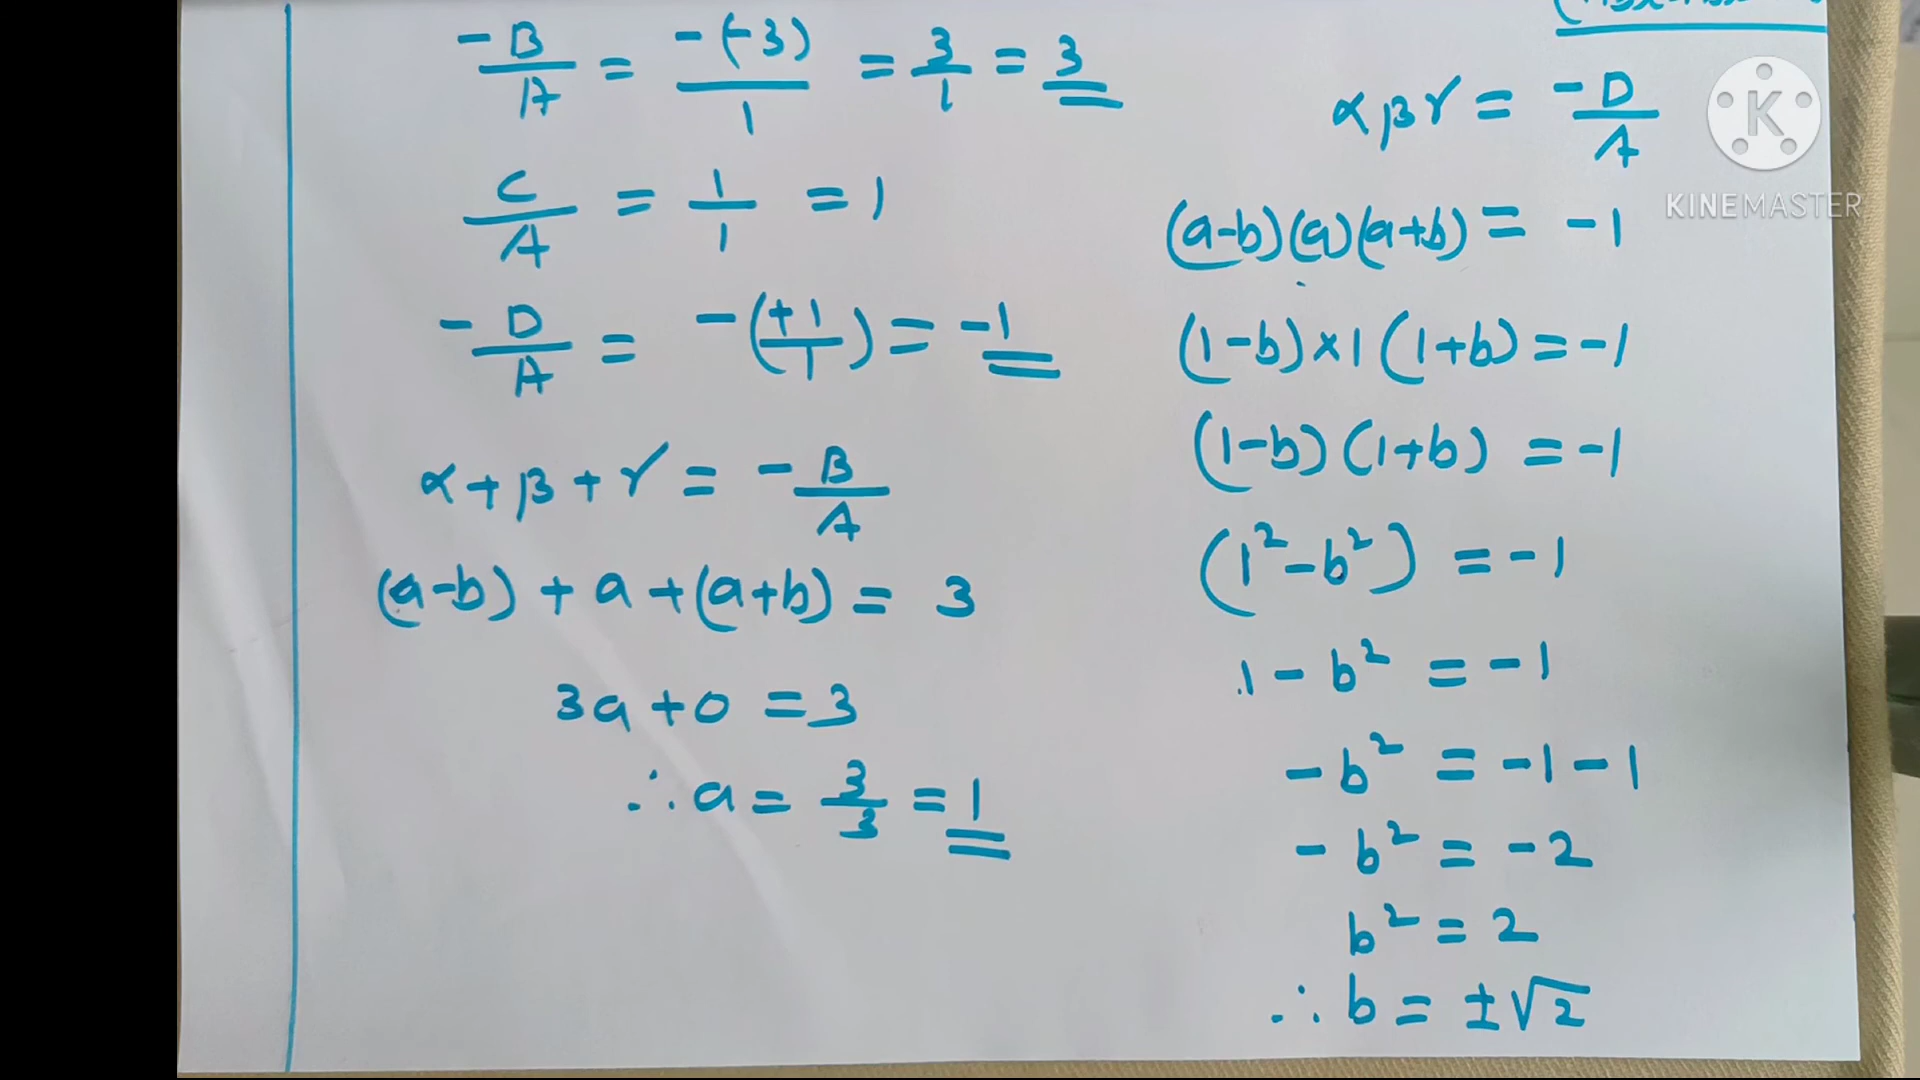 -B/A = -(-3)/1 = 3/1 = 3
C/A = 1/1 = 1
-D/A = -(+1/1) = -1
α+β+γ = -B/A
(a-b) + a + (a+b) = 3
3a + 0 = 3
∴ a = 3/3 = 1
αβγ = -D/A
(a-b)(a)(a+b) = -1
(1-b)×1(1+b) = -1
(1-b)(1+b) = -1
(1²-b²) = -1
1-b² = -1
-b² = -1-1
-b² = -2
b² = 2
∴ b = ±√2
K
KINEMASTER